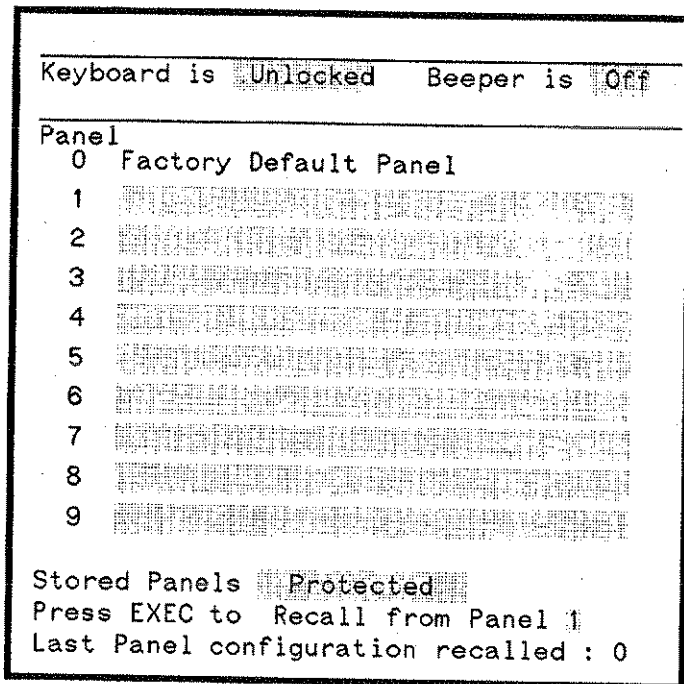 Keyboard is Unlocked Beeper is Off
Panel
0 Factory Default Panel
1
2
3
4
5
6
7
8
9
Stored Panels Protected
Press EXEC to Recall from Panel 1
Last Panel configuration recalled : 0